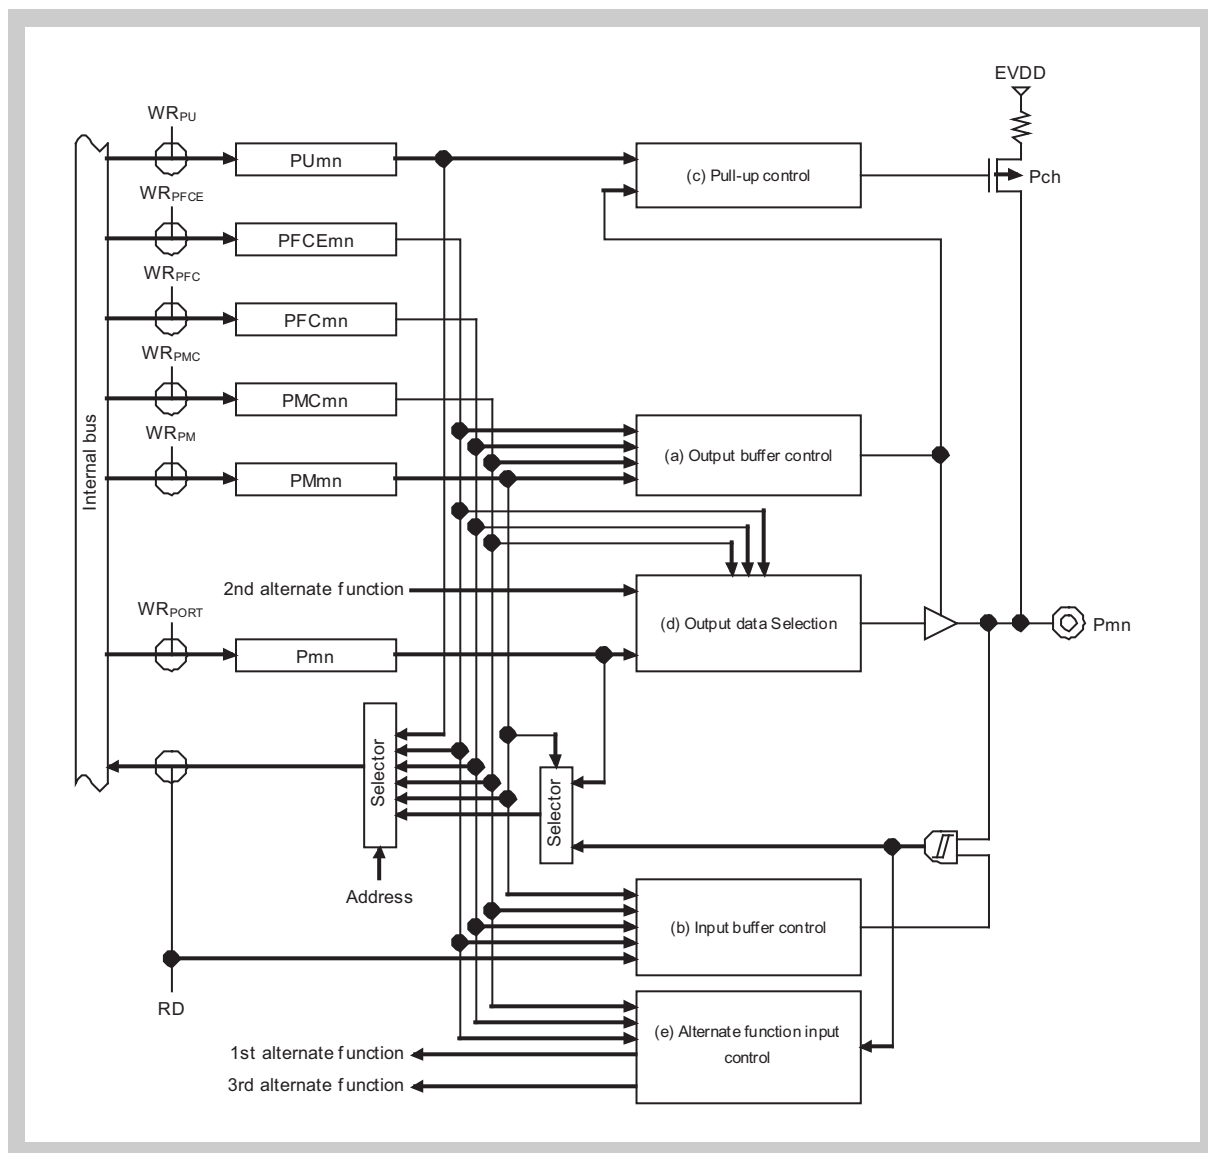 EVDD
WRPU
PUmn
(c) Pull-up control
Pch
WRPFCE
PFCEmn
WRPFC
PFCmn
WRPMC
PMCmn
Internal bus
WRPM
PMmn
(a) Output buffer control
2nd alternate function
WRPORT
Pmn
(d) Output data Selection
Pmn
Selector
Selector
Address
(b) Input buffer control
RD
(e) Alternate function input
control
1st alternate function
3rd alternate function